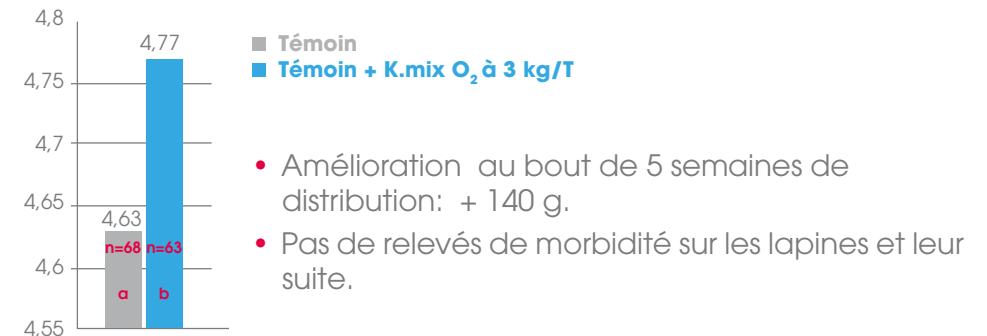 4,8
4,77
4,75
4,7
4,65
4,63
n=68 n=63
4,6
a b
4,55
Témoin
Témoin + K.mix O2 à 3 kg/T
• Amélioration au bout de 5 semaines de
distribution: + 140 g.
• Pas de relevés de morbidité sur les lapines et leur
suite.